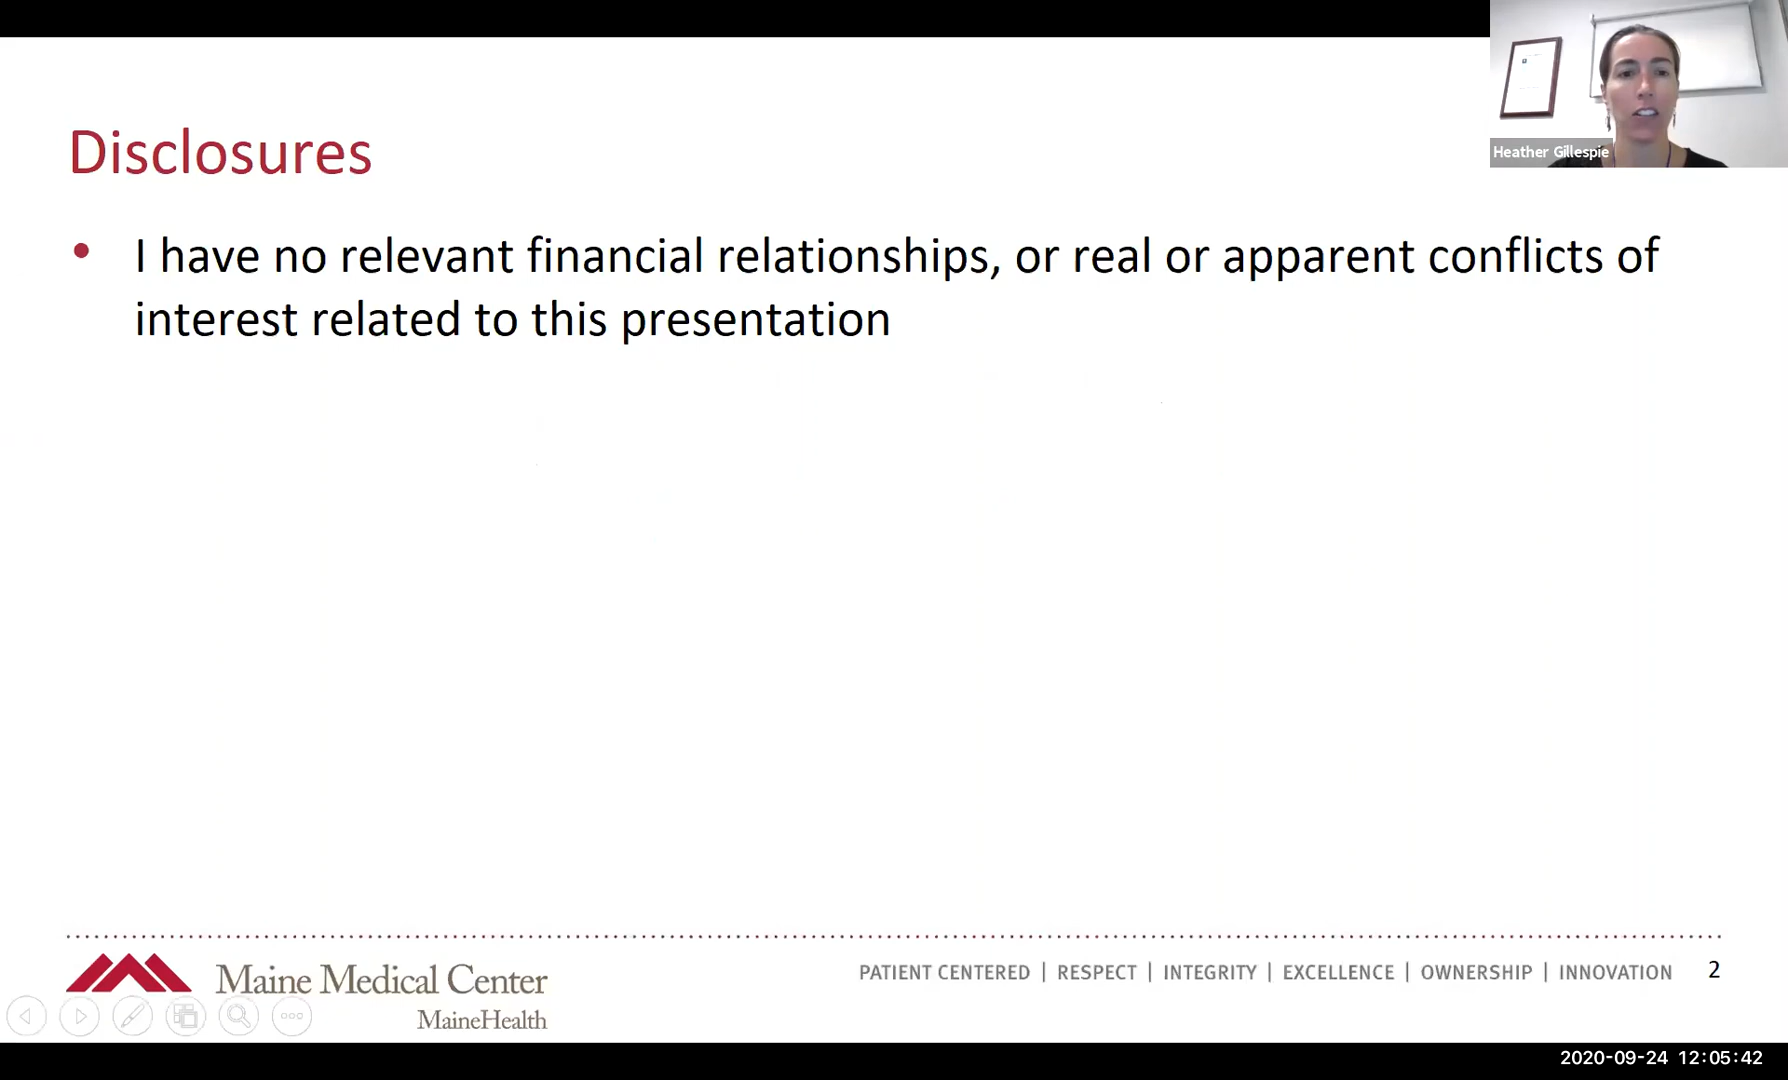 Heather Gillespie
Disclosures
• I have no relevant financial relationships, or real or apparent conflicts of
interest related to this presentation
Maine Medical Center
MaineHealth
PATIENT CENTERED | RESPECT | INTEGRITY | EXCELLENCE | OWNERSHIP | INNOVATION 2
2020-09-24 12:05:42